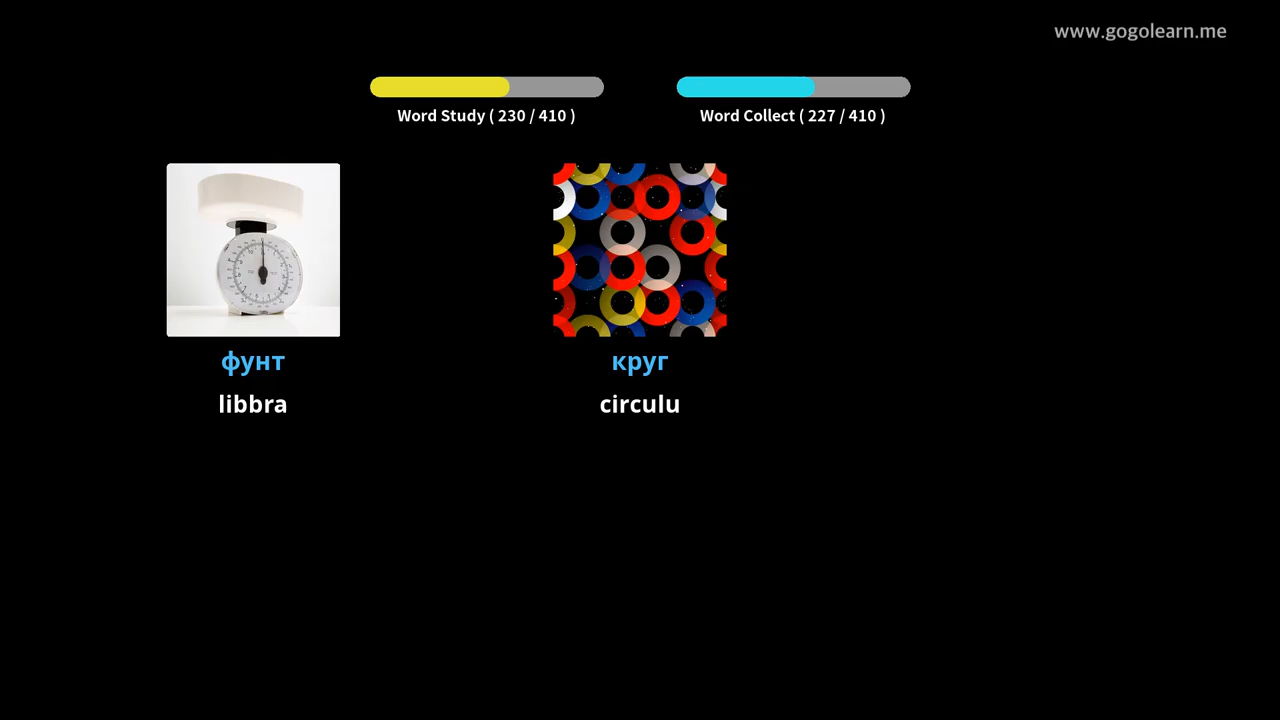 www.gogolearn.me
Word Study ( 230 / 410 )
Word Collect ( 227 / 410 )
фунт
круг
libbra
circulu